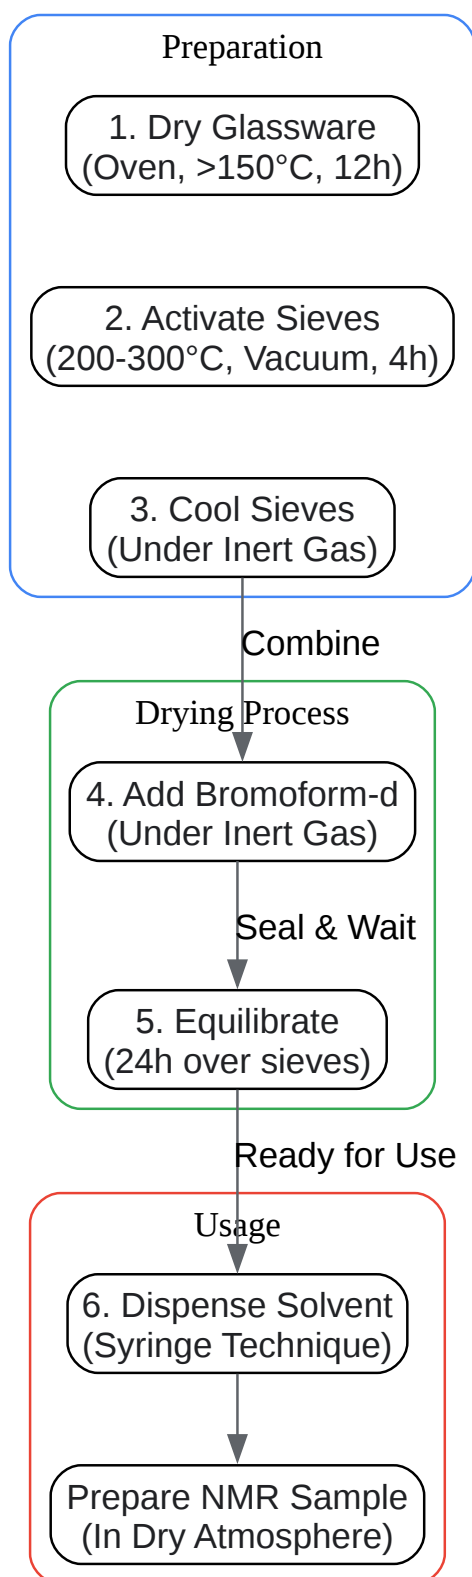 Preparation
1. Dry Glassware
(Oven, >150°C, 12h)
2. Activate Sieves
(200-300°C, Vacuum, 4h)
3. Cool Sieves
(Under Inert Gas)
Combine
Drying Process
4. Add Bromoform-d
(Under Inert Gas)
Seal & Wait
5. Equilibrate
(24h over sieves)
Ready for Use
Usage
6. Dispense Solvent
(Syringe Technique)
Prepare NMR Sample
(In Dry Atmosphere)